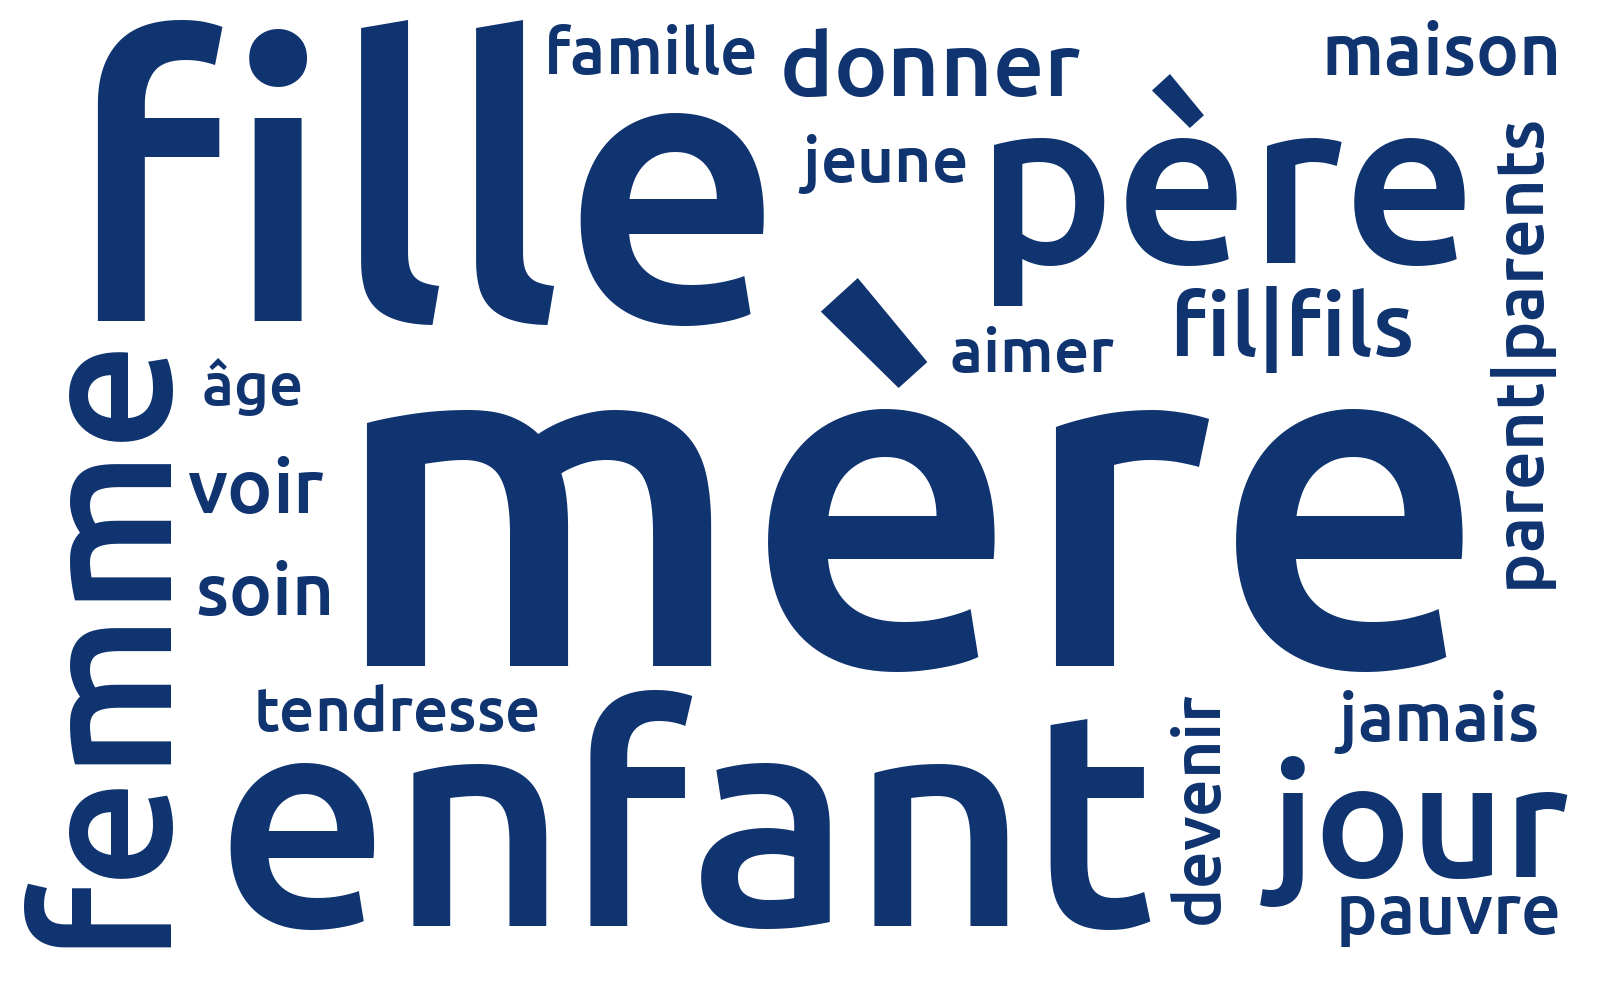 fille
famille
donner
maison
jeune
père
parent|parents
fil|fils
aimer
femme
âge
mère
voir
soin
tendresse
enfant
devenir
jamais
jour
pauvre